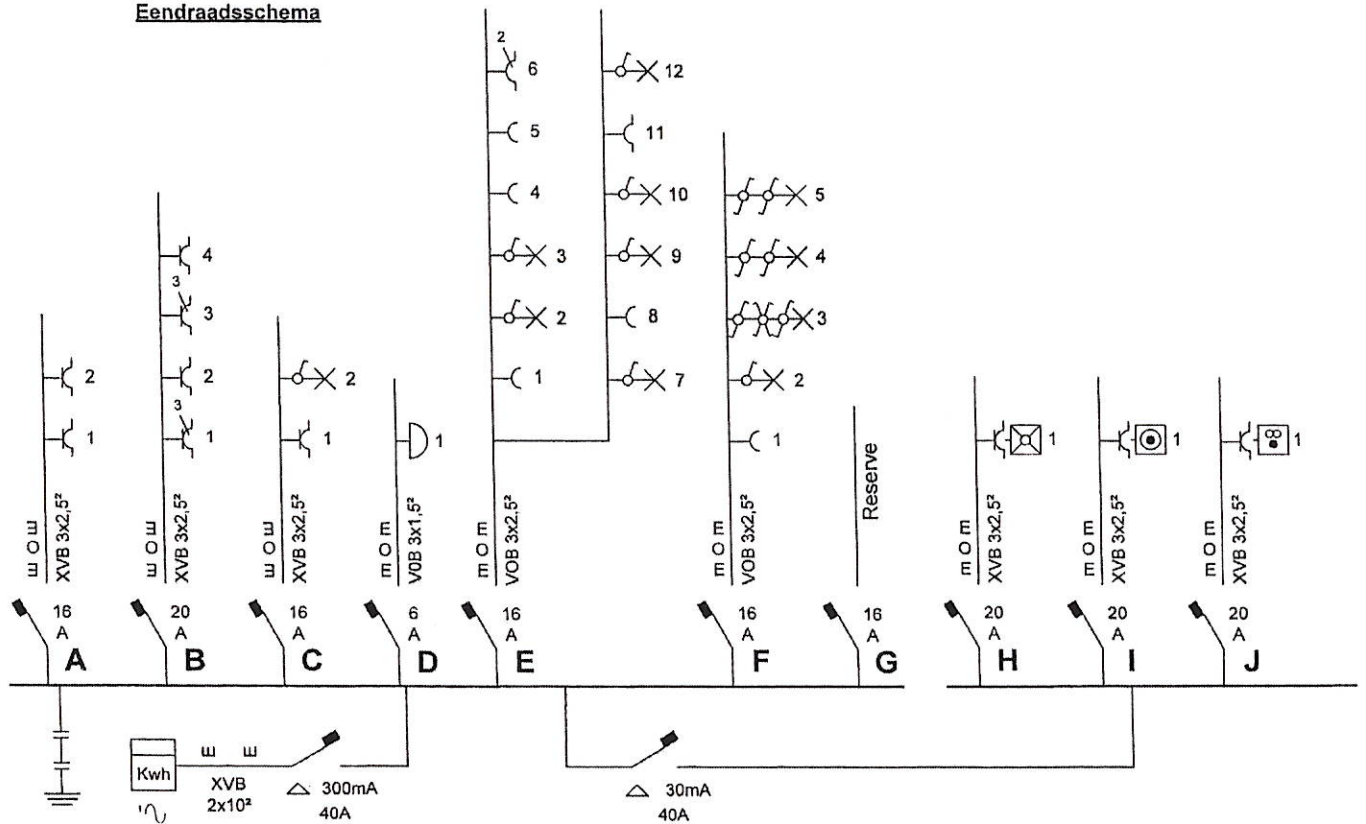 Eendraadsschema
2
6
12
5
11
4
10
5
4
3
9
4
3
3
2
8
3
2
2
2
1
7
2
3
1
1
1
1
1
1
1
1
XVB 3x2,5²
XVB 3x2,5²
XVB 3x2,5²
V0B 3x1,5²
VOB 3x2,5²
VOB 3x2,5²
Reserve
XVB 3x2,5²
XVB 3x2,5²
XVB 3x2,5²
16 A
20 A
16 A
6 A
16 A
16 A
16 A
20 A
20 A
20 A
A B C D E F G H I J
Kwh
XVB
2x10²
300mA
40A
30mA
40A